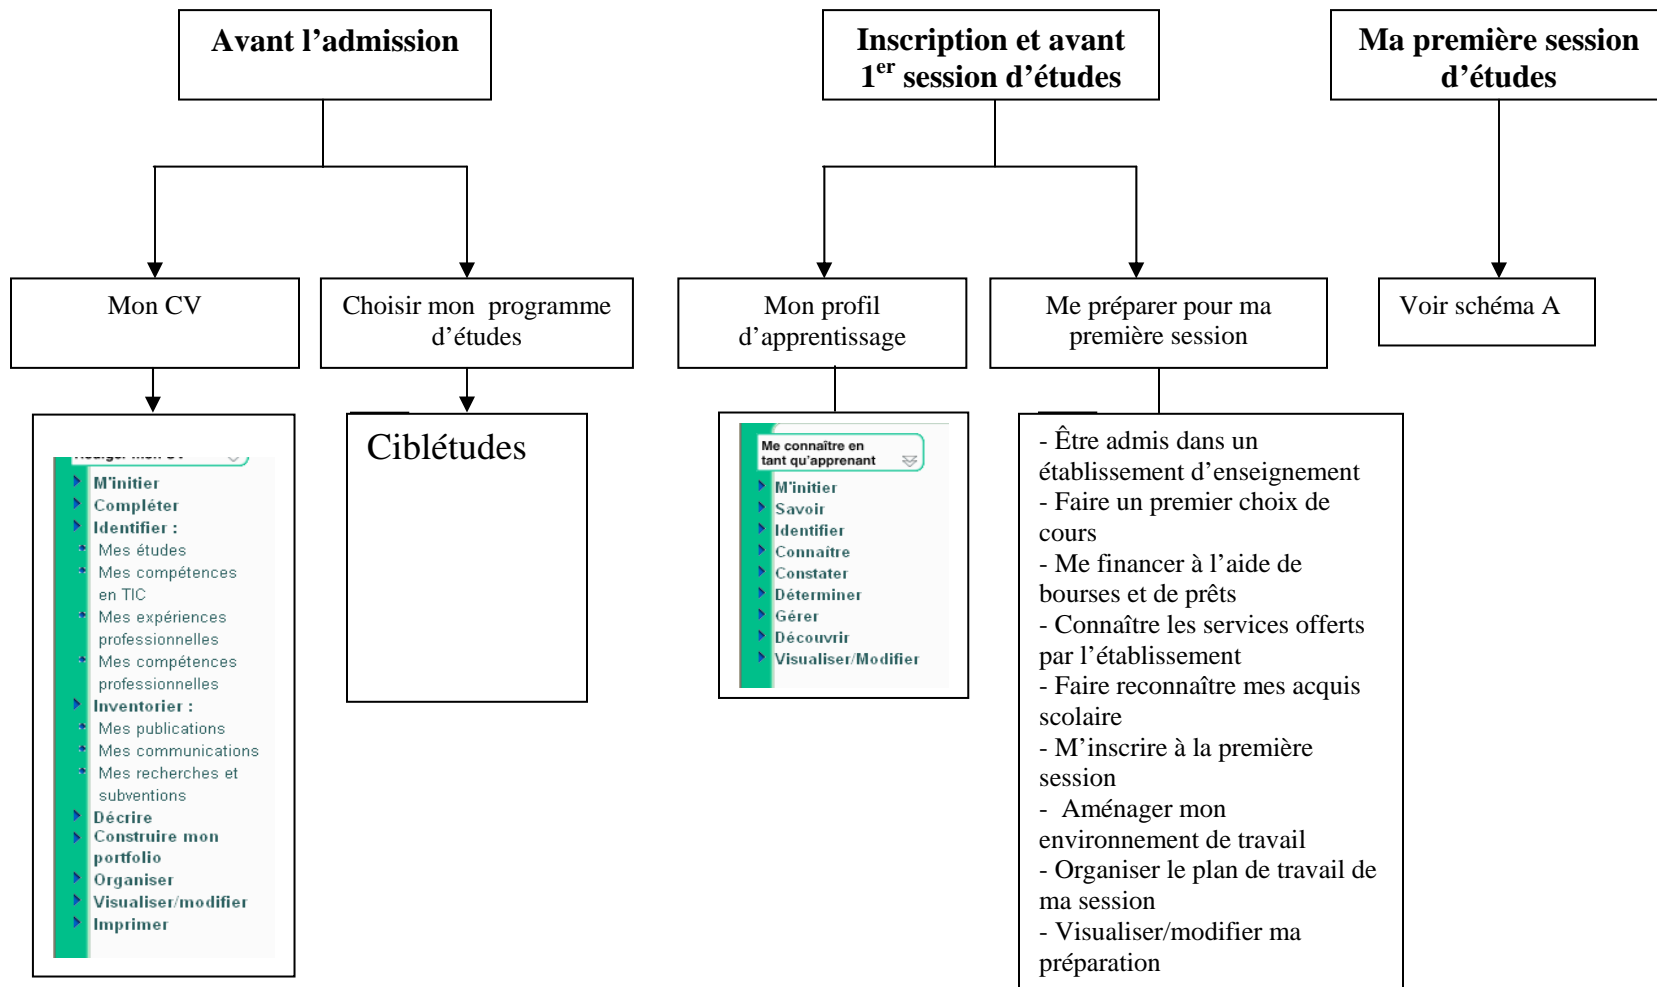 Avant l’admission
Inscription et avant
1er session d’études
Ma première session
d’études
Mon CV
Choisir mon programme
d’études
Mon profil
d’apprentissage
Me préparer pour ma
première session
Voir schéma A
M'initier
Compléter
Identifier :
Mes études
Mes compétences
en TIC
Mes expériences
professionnelles
Mes compétences
professionnelles
Inventorier :
Mes publications
Mes communications
Mes recherches et
subventions
Décrire
Construire mon
portfolio
Organiser
Visualiser/modifier
Imprimer
Ciblétudes
Me connaître en
tant qu'apprenant
M'initier
Savoir
Identifier
Connaître
Constater
Déterminer
Gérer
Découvrir
Visualiser/Modifier
- Être admis dans un
établissement d’enseignement
- Faire un premier choix de
cours
- Me financer à l’aide de
bourses et de prêts
- Connaître les services offerts
par l’établissement
- Faire reconnaître mes acquis
scolaire
- M’inscrire à la première
session
- Aménager mon
environnement de travail
- Organiser le plan de travail de
ma session
- Visualiser/modifier ma
préparation